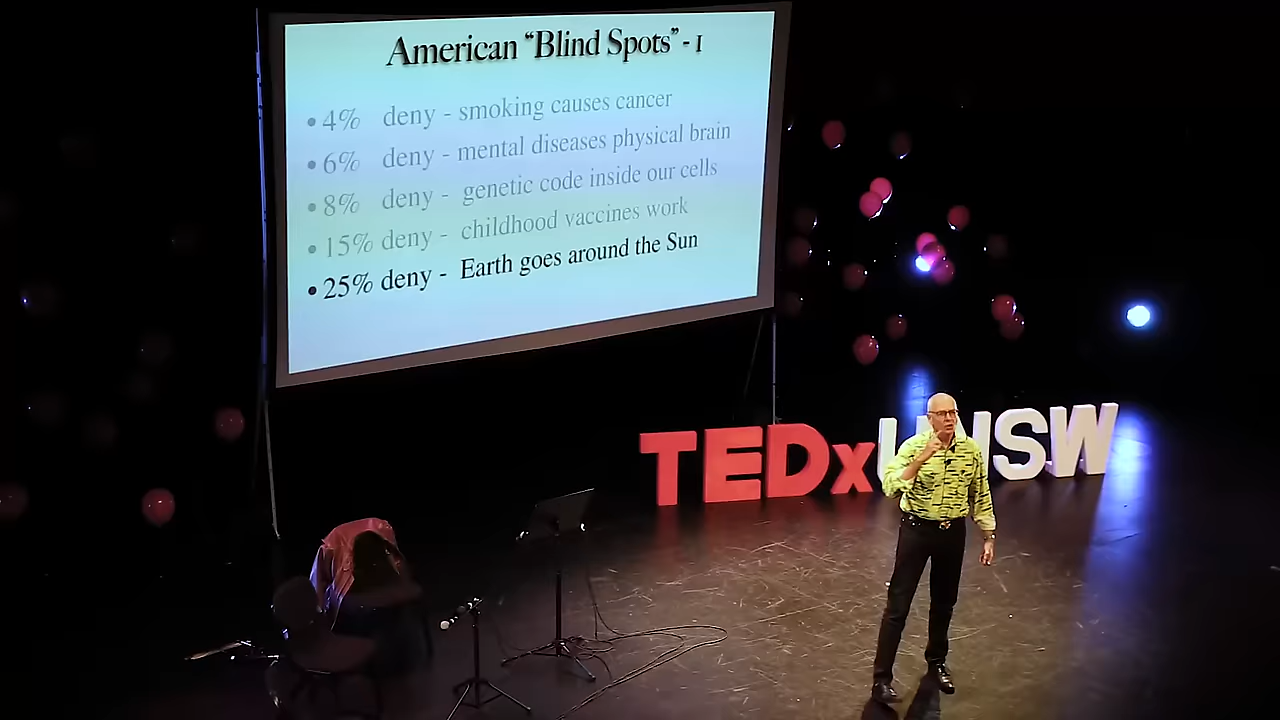 American “Blind Spots” - 1
• 4% deny - smoking causes cancer
• 6% deny - mental diseases physical brain
• 8% deny - genetic code inside our cells
• 15% deny - childhood vaccines work
• 25% deny - Earth goes around the Sun
TEDxUNSW